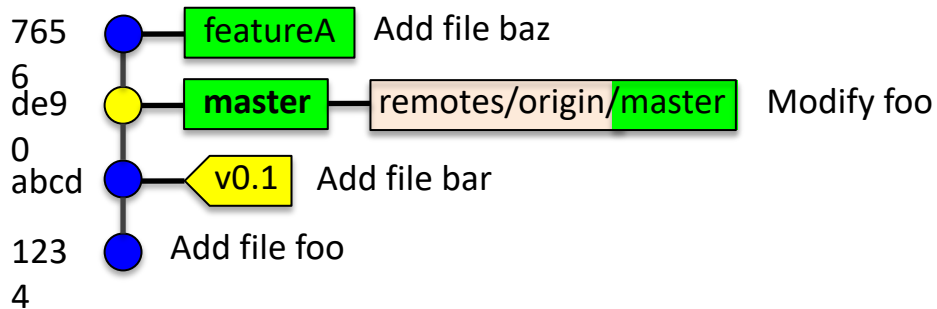 765 featureA Add file baz
6
de9 master remotes/origin/master Modify foo
0
abcd v0.1 Add file bar
123 Add file foo
4